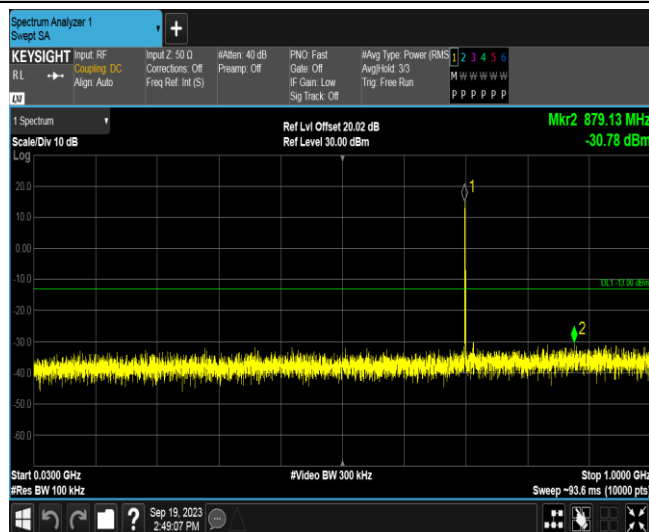 Spectrum Analyzer 1
Swept SA
+
KEYSIGHT
RL
LXI
Input: RF
Coupling: DC
Align: Auto
Input Z: 50 Ω
Corrections: Off
Freq Ref: Int (S)
#Atten: 40 dB
Preamp: Off
PNO: Fast
Gate: Off
IF Gain: Low
Sig Track: Off
#Avg Type: Power (RMS
Avg|Hold: 3/3
Trig: Free Run
1 2 3 4 5 6
M W W W W W
P P P P P P
1 Spectrum
Scale/Div 10 dB
Log
Ref Lvl Offset 20.02 dB
Ref Level 30.00 dBm
Mkr2 879.13 MHz
-30.78 dBm
20.0
10.0
0.00
-10.0
-20.0
-30.0
-40.0
-50.0
-60.0
1
DL1 -13.00 dBm
2
Start 0.0300 GHz
#Res BW 100 kHz
#Video BW 300 kHz
Stop 1.0000 GHz
Sweep ~93.6 ms (10000 pts)
?
Sep 19, 2023
2:49:07 PM